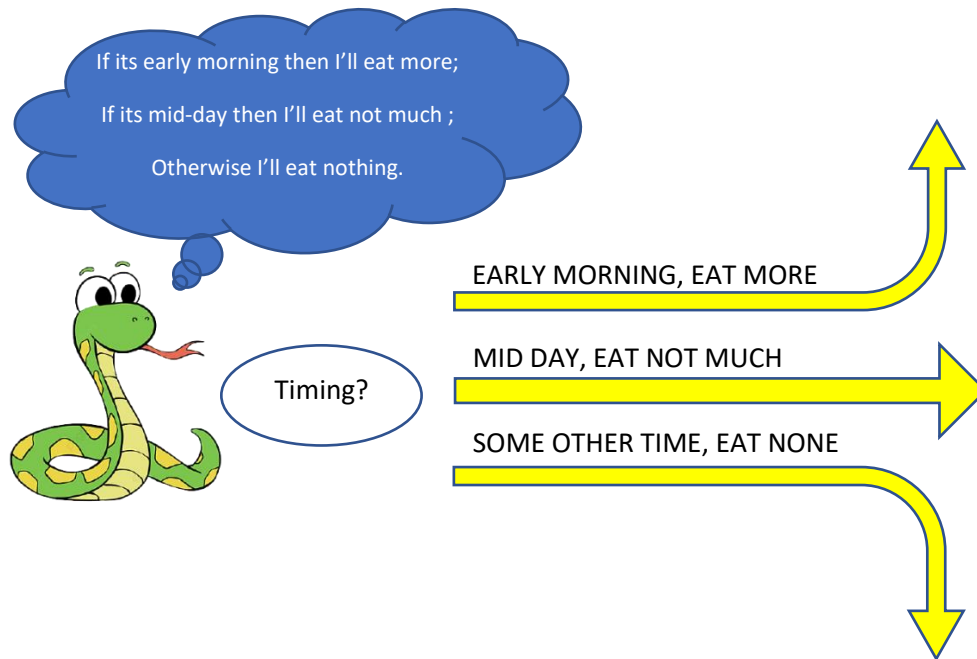 If its early morning then I’ll eat more;
If its mid-day then I’ll eat not much ;
Otherwise I’ll eat nothing.
EARLY MORNING, EAT MORE
Timing?
MID DAY, EAT NOT MUCH
SOME OTHER TIME, EAT NONE